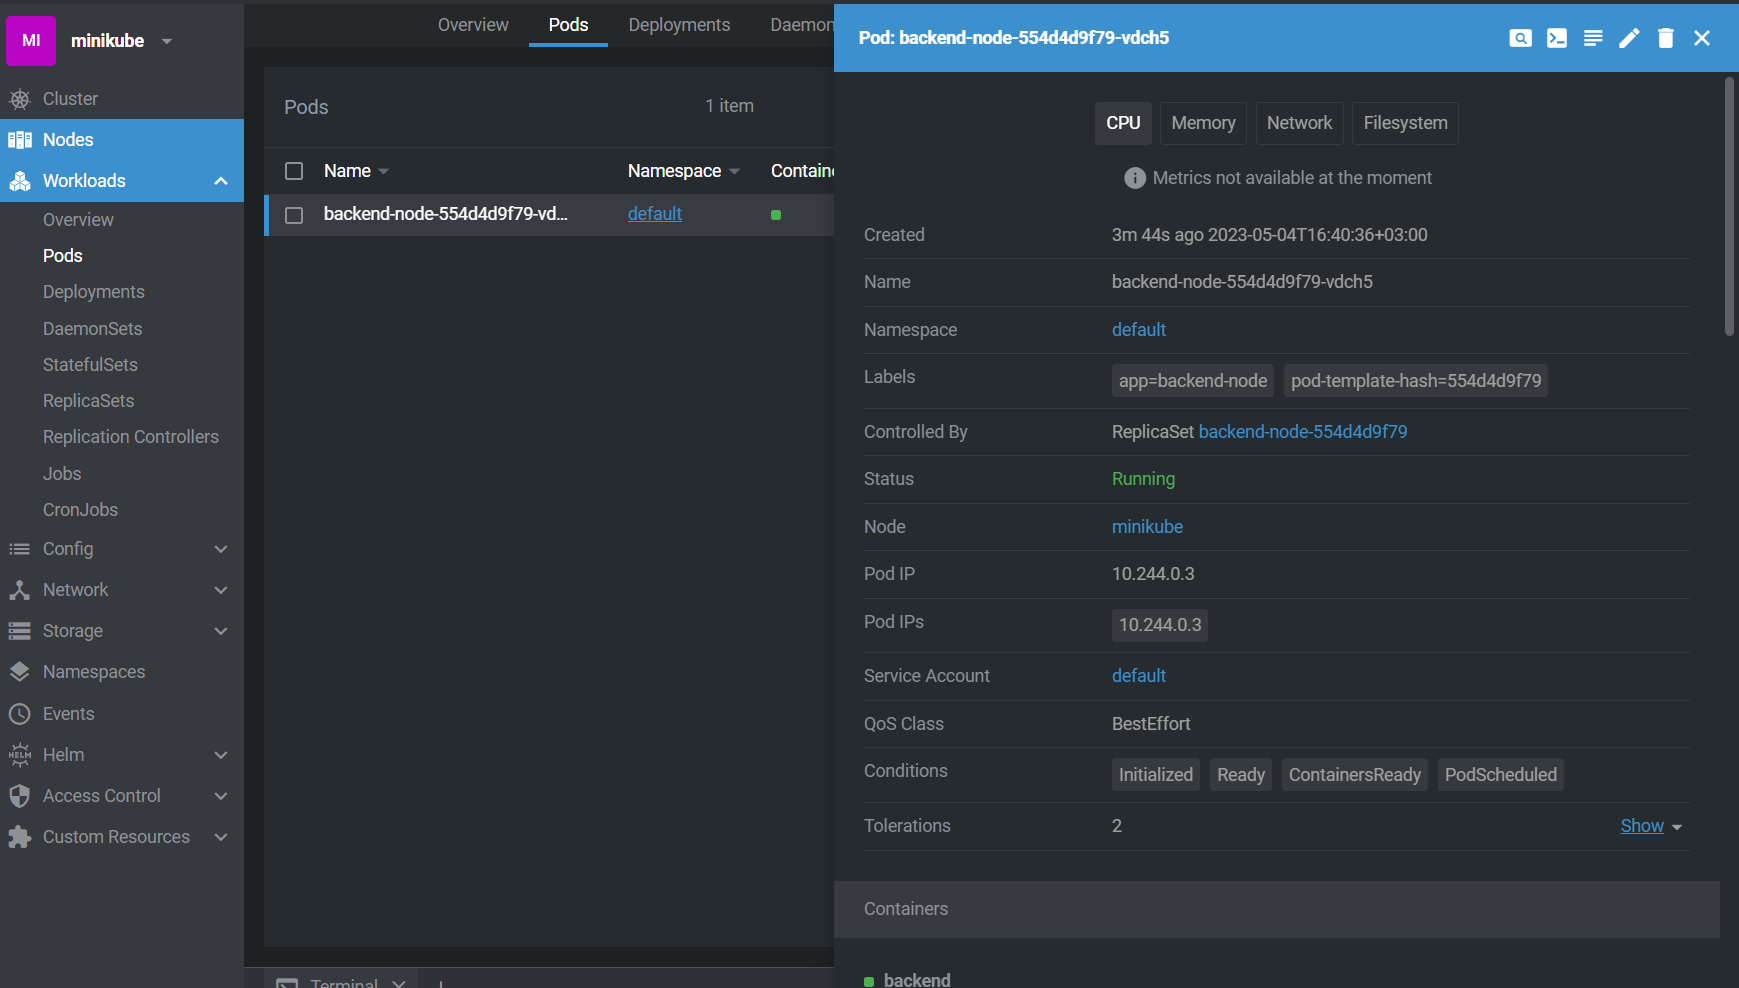 MI
minikube
Cluster
Nodes
Workloads
Overview
Pods
Deployments
DaemonSets
StatefulSets
ReplicaSets
Replication Controllers
Jobs
CronJobs
Config
Network
Storage
Namespaces
Events
HELM Helm
Access Control
Custom Resources
Overview Pods Deployments Daemon
Pods 1 item
Name Namespace Containe
backend-node-554d4d9f79-vd... default
Terminal
Pod: backend-node-554d4d9f79-vdch5
CPU Memory Network Filesystem
Metrics not available at the moment
Created 3m 44s ago 2023-05-04T16:40:36+03:00
Name backend-node-554d4d9f79-vdch5
Namespace default
Labels app=backend-node pod-template-hash=554d4d9f79
Controlled By ReplicaSet backend-node-554d4d9f79
Status Running
Node minikube
Pod IP 10.244.0.3
Pod IPs 10.244.0.3
Service Account default
QoS Class BestEffort
Conditions Initialized Ready ContainersReady PodScheduled
Tolerations 2 Show
Containers
backend